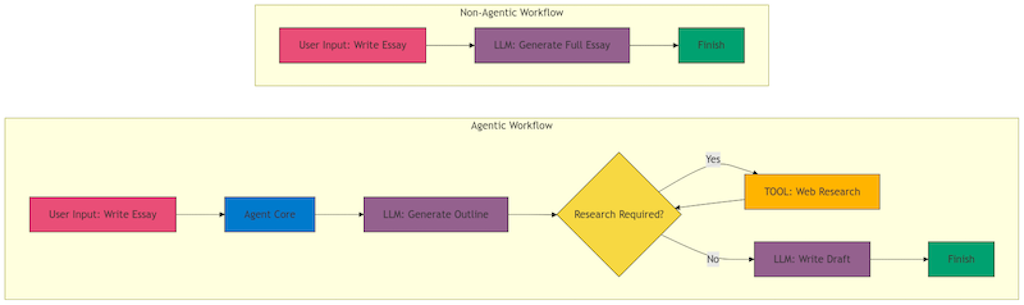 Non-Agentic Workflow
User Input: Write Essay
LLM: Generate Full Essay
Finish
Agentic Workflow
User Input: Write Essay
Agent Core
LLM: Generate Outline
Research Required?
Yes
TOOL: Web Research
No
LLM: Write Draft
Finish